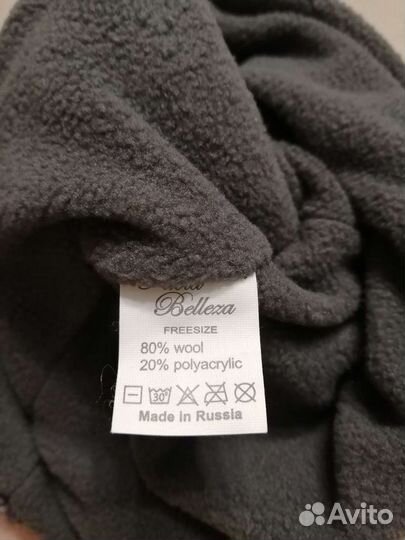 Belleza
FREESIZE
80% wool
20% polyacrylic
30°
Made in Russia
Avito